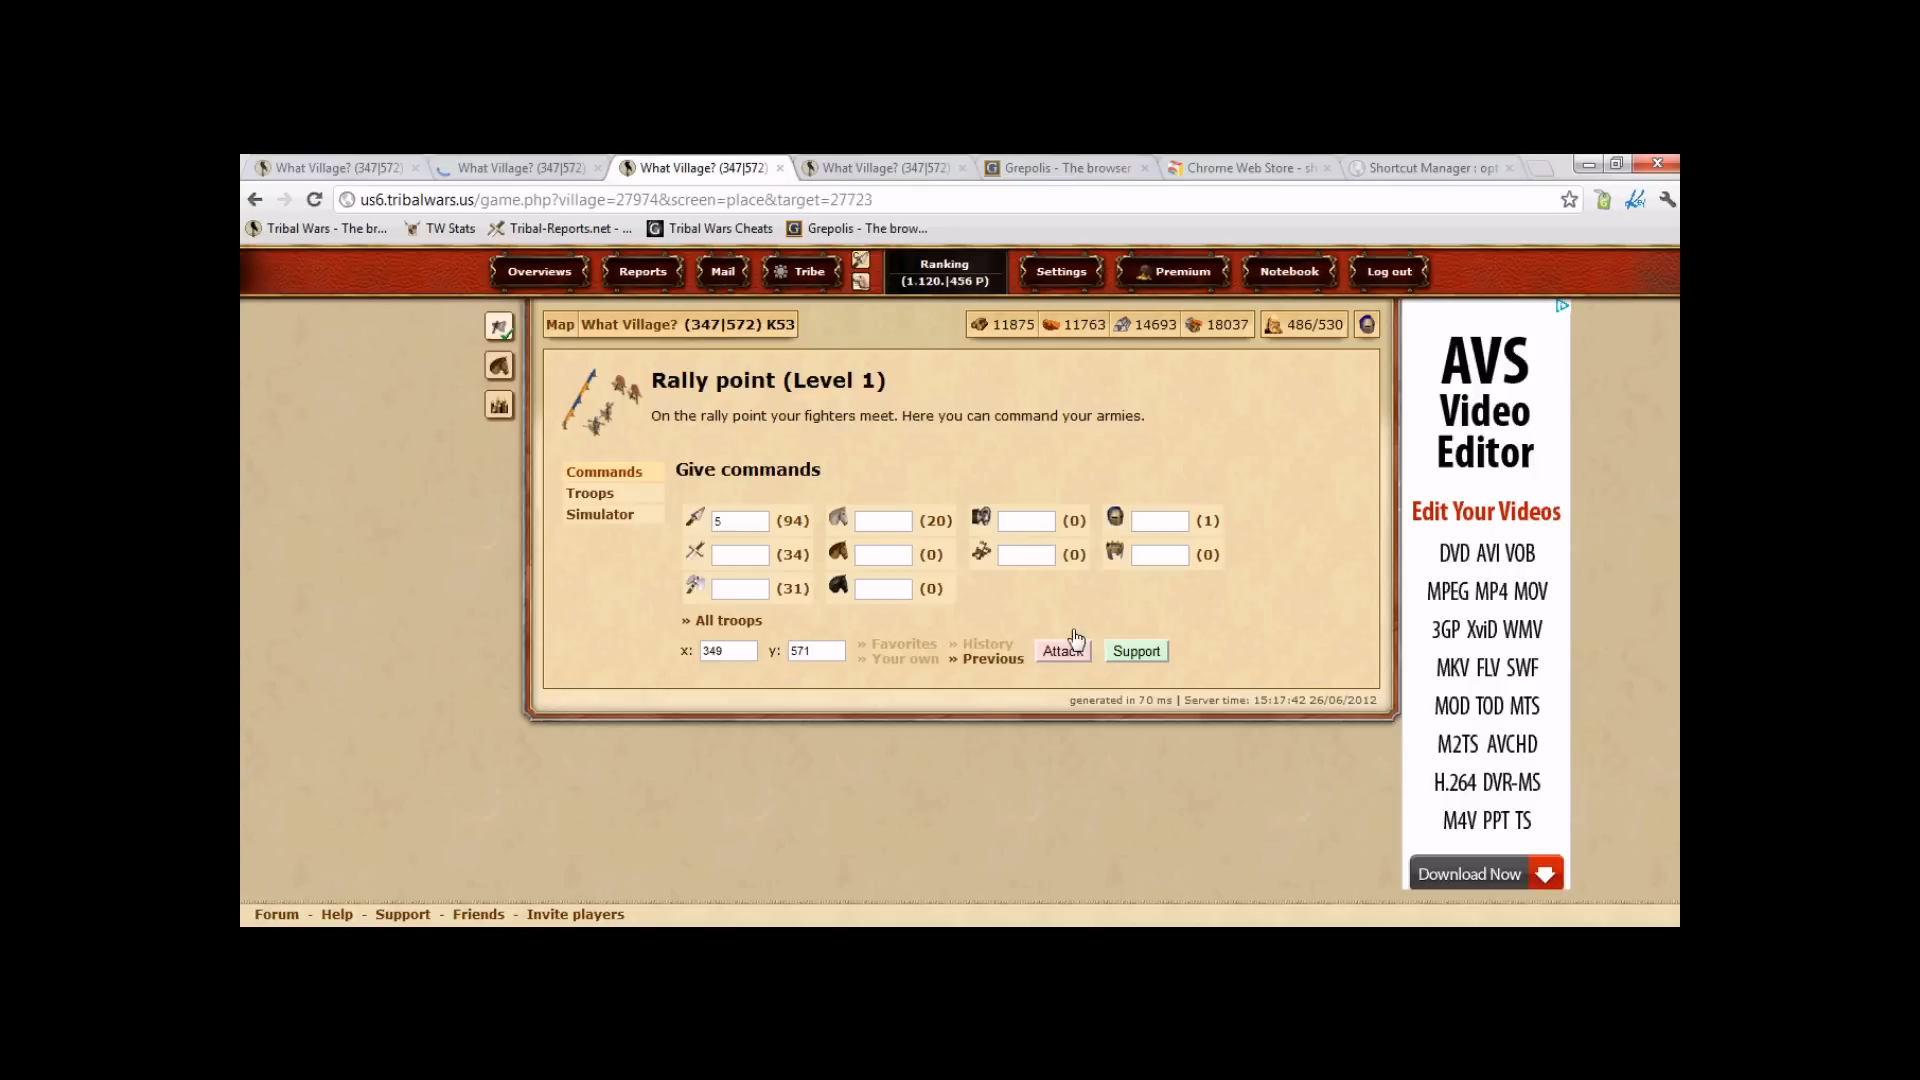 What Village? (347|572) What Village? (347|572) What Village? (347|572) What Village? (347|572) Grepolis - The browser Chrome Web Store - sh Shortcut Manager : opt
us6.tribalwars.us/game.php?village=27974&screen=place&target=27723
Tribal Wars - The br... TW Stats Tribal-Reports.net - ... Tribal Wars Cheats Grepolis - The brow...
Overviews Reports Mail Tribe Ranking (1.120.|456 P) Settings Premium Notebook Log out
Map What Village? (347|572) K53 11875 11763 14693 18037 486/530
Rally point (Level 1)
On the rally point your fighters meet. Here you can command your armies.
Commands
Troops
Simulator
Give commands
5 (94) (20) (0) (1)
(34) (0) (0) (0)
(31) (0)
» All troops
x: 349 y: 571 » Favorites » History Attack Support
» Your own » Previous
generated in 70 ms | Server time: 15:17:42 26/06/2012
AVS
Video
Editor
Edit Your Videos
DVD AVI VOB
MPEG MP4 MOV
3GP XviD WMV
MKV FLV SWF
MOD TOD MTS
M2TS AVCHD
H.264 DVR-MS
M4V PPT TS
Download Now
Forum - Help - Support - Friends - Invite players